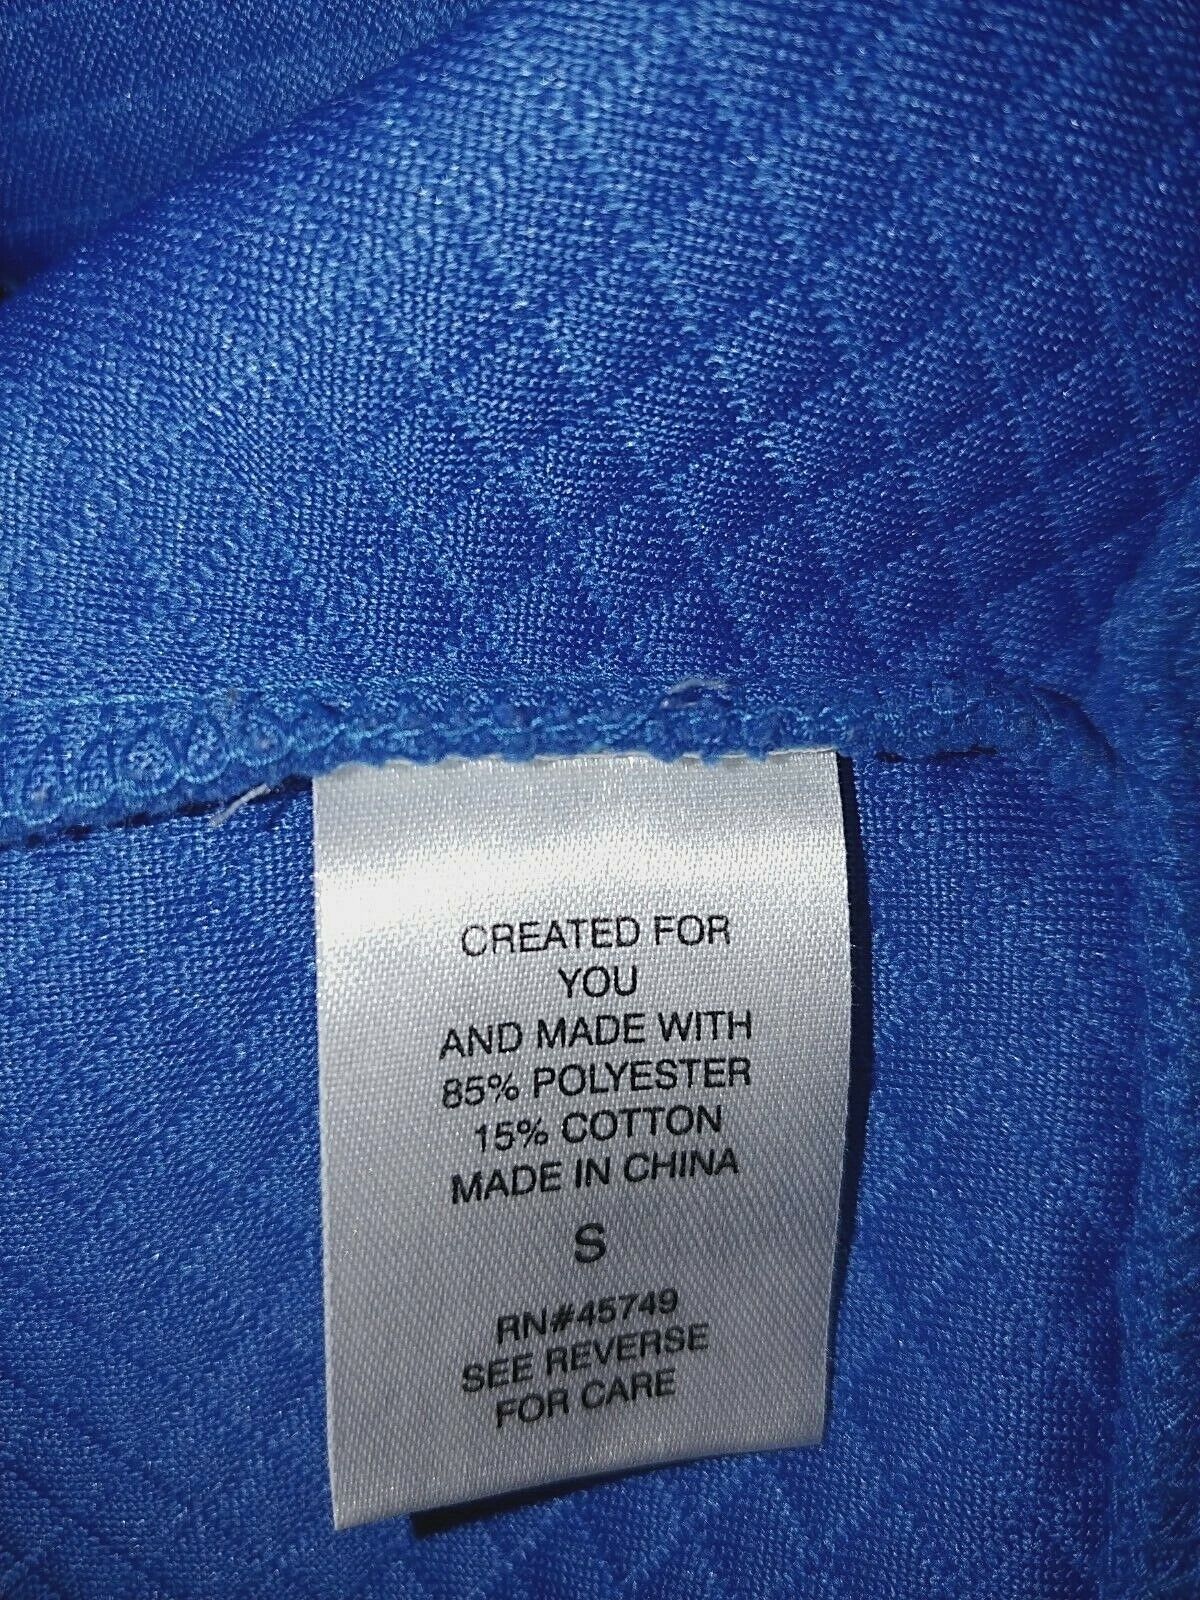 CREATED FOR
YOU
AND MADE WITH
85% POLYESTER
15% COTTON
MADE IN CHINA
S
RN#45749
SEE REVERSE
FOR CARE